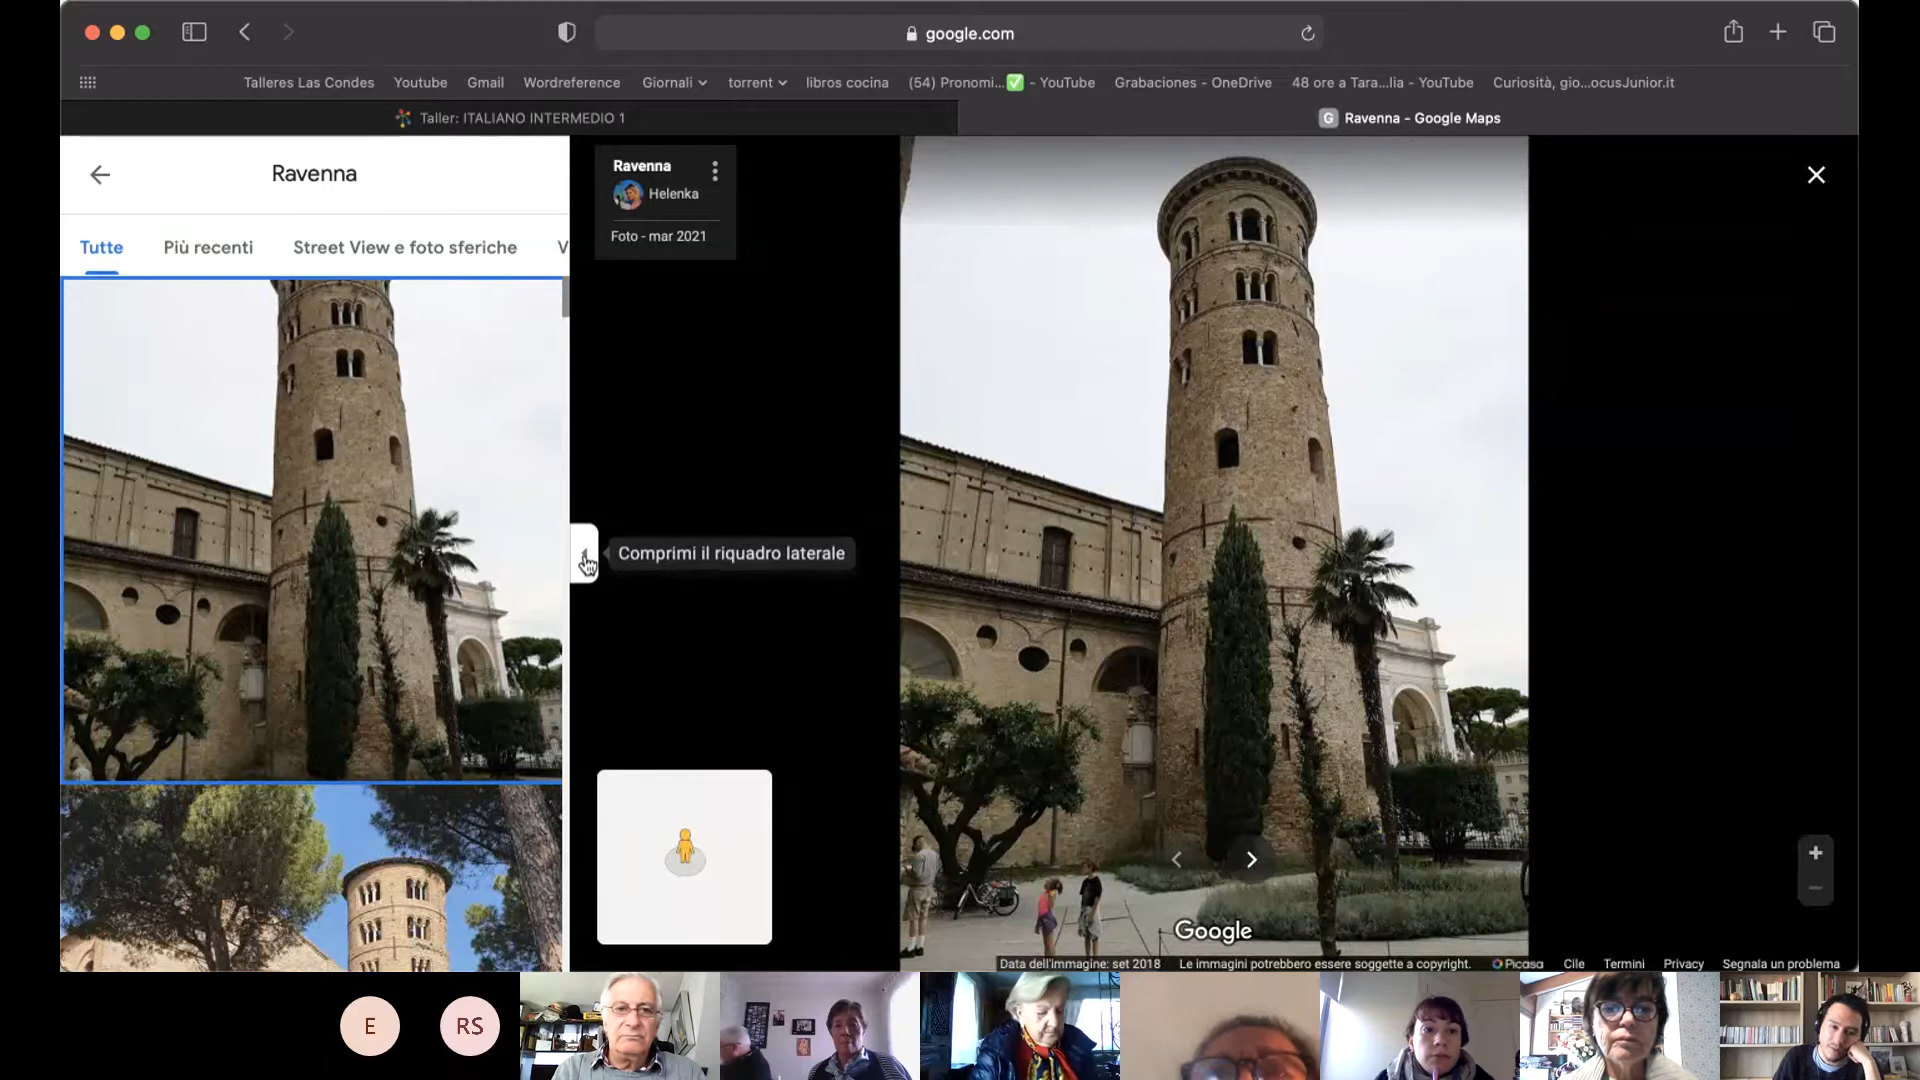 google.com
Talleres Las Condes Youtube Gmail Wordreference Giornali torrent libros cocina (54) Pronomi...✅ - YouTube Grabaciones - OneDrive 48 ore a Tara...lia - YouTube Curiosità, gio...ocusJunior.it
Taller: ITALIANO INTERMEDIO 1
G Ravenna - Google Maps
Ravenna
Tutte Più recenti Street View e foto sferiche V
Ravenna
Helenka
Foto - mar 2021
Comprimi il riquadro laterale
Google
Data dell'immagine: set 2018 Le immagini potrebbero essere soggette a copyright. Picasa Cile Termini Privacy Segnala un problema
E
RS